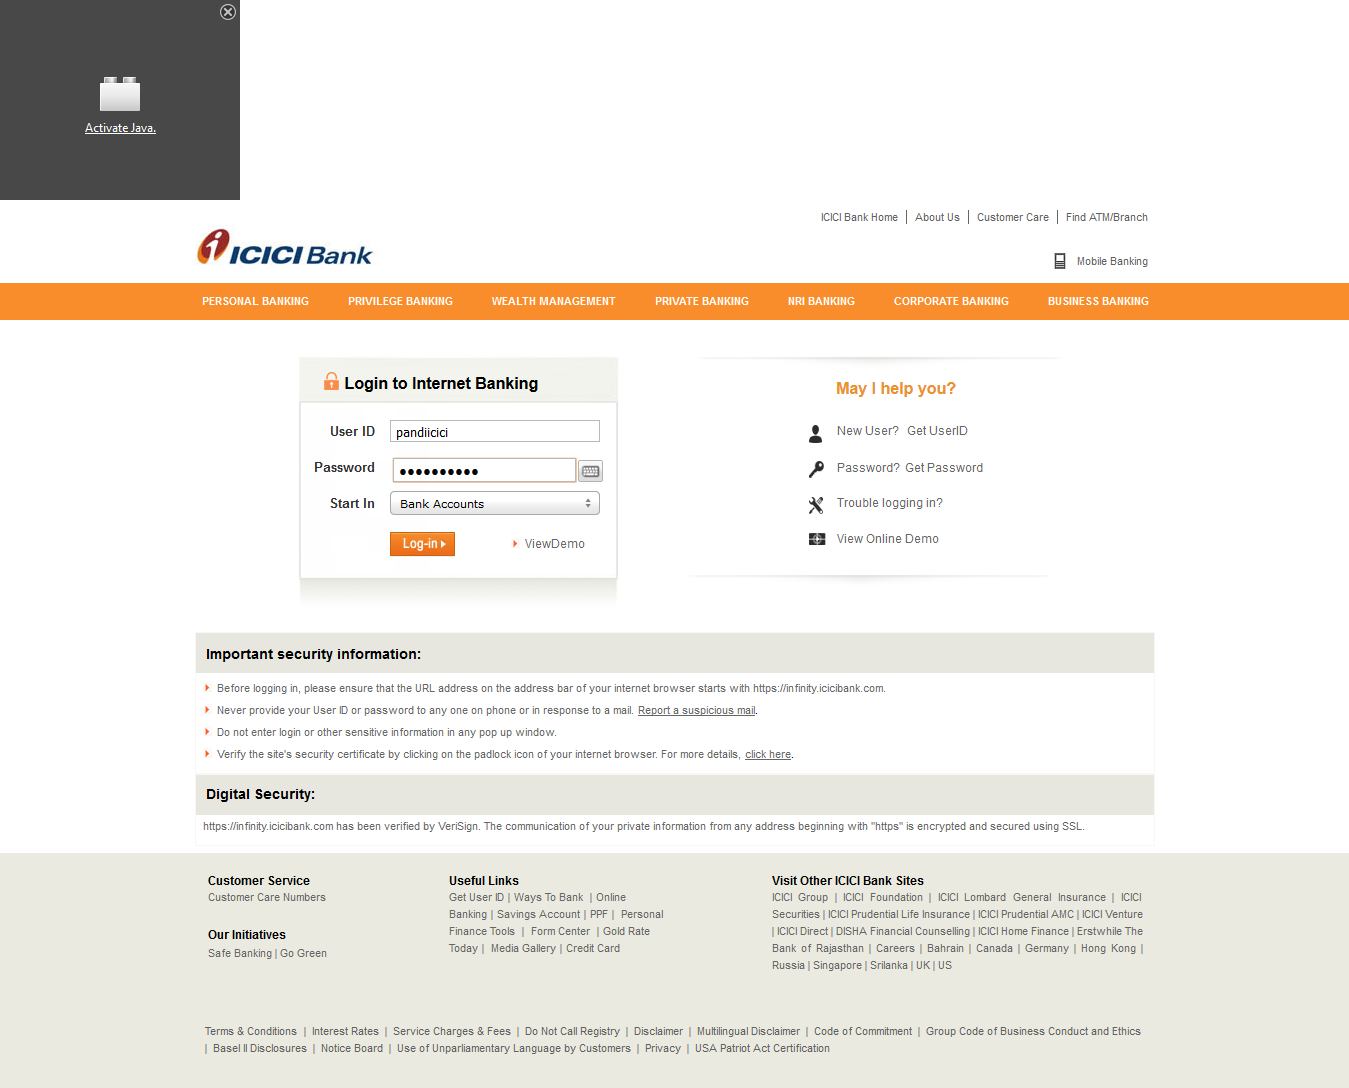 Activate Java.
ICICI Bank Home | About Us | Customer Care | Find ATM/Branch
i ICICI Bank
Mobile Banking
PERSONAL BANKING PRIVILEGE BANKING WEALTH MANAGEMENT PRIVATE BANKING NRI BANKING CORPORATE BANKING BUSINESS BANKING
Login to Internet Banking
User ID pandiicici
Password ••••••••••
Start In Bank Accounts
Log-in ViewDemo
May I help you?
New User? Get UserID
Password? Get Password
Trouble logging in?
View Online Demo
Important security information:
Before logging in, please ensure that the URL address on the address bar of your internet browser starts with https://infinity.icicibank.com.
Never provide your User ID or password to any one on phone or in response to a mail. Report a suspicious mail.
Do not enter login or other sensitive information in any pop up window.
Verify the site's security certificate by clicking on the padlock icon of your internet browser. For more details, click here.
Digital Security:
https://infinity.icicibank.com has been verified by VeriSign. The communication of your private information from any address beginning with "https" is encrypted and secured using SSL.
Customer Service
Customer Care Numbers
Our Initiatives
Safe Banking | Go Green
Useful Links
Get User ID | Ways To Bank | Online
Banking | Savings Account | PPF | Personal
Finance Tools | Form Center | Gold Rate
Today | Media Gallery | Credit Card
Visit Other ICICI Bank Sites
ICICI Group | ICICI Foundation | ICICI Lombard General Insurance | ICICI
Securities | ICICI Prudential Life Insurance | ICICI Prudential AMC | ICICI Venture
| ICICI Direct | DISHA Financial Counselling | ICICI Home Finance | Erstwhile The
Bank of Rajasthan | Careers | Bahrain | Canada | Germany | Hong Kong |
Russia | Singapore | Srilanka | UK | US
Terms & Conditions | Interest Rates | Service Charges & Fees | Do Not Call Registry | Disclaimer | Multilingual Disclaimer | Code of Commitment | Group Code of Business Conduct and Ethics
| Basel II Disclosures | Notice Board | Use of Unparliamentary Language by Customers | Privacy | USA Patriot Act Certification